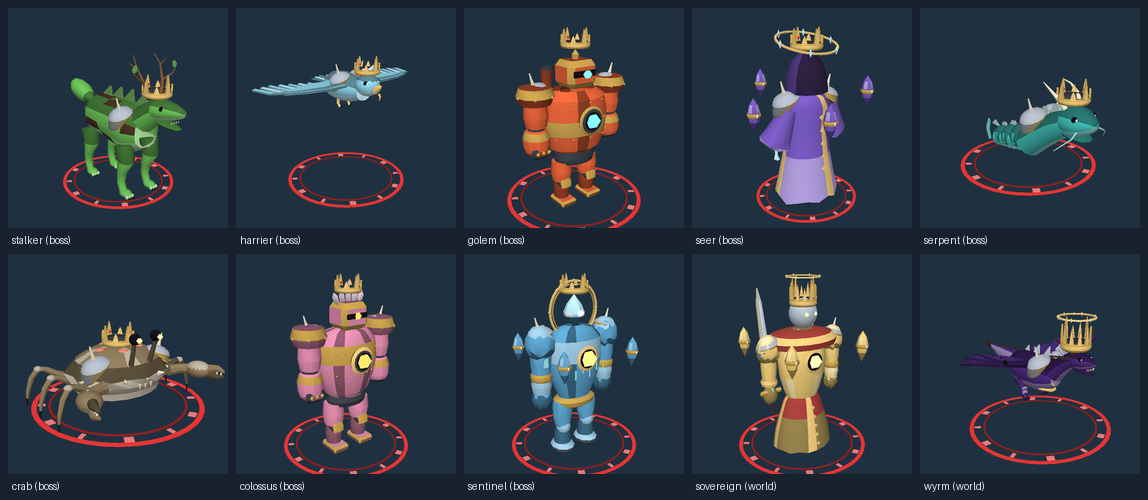 stalker (boss)
harrier (boss)
golem (boss)
seer (boss)
serpent (boss)
crab (boss)
colossus (boss)
sentinel (boss)
sovereign (world)
wyrm (world)